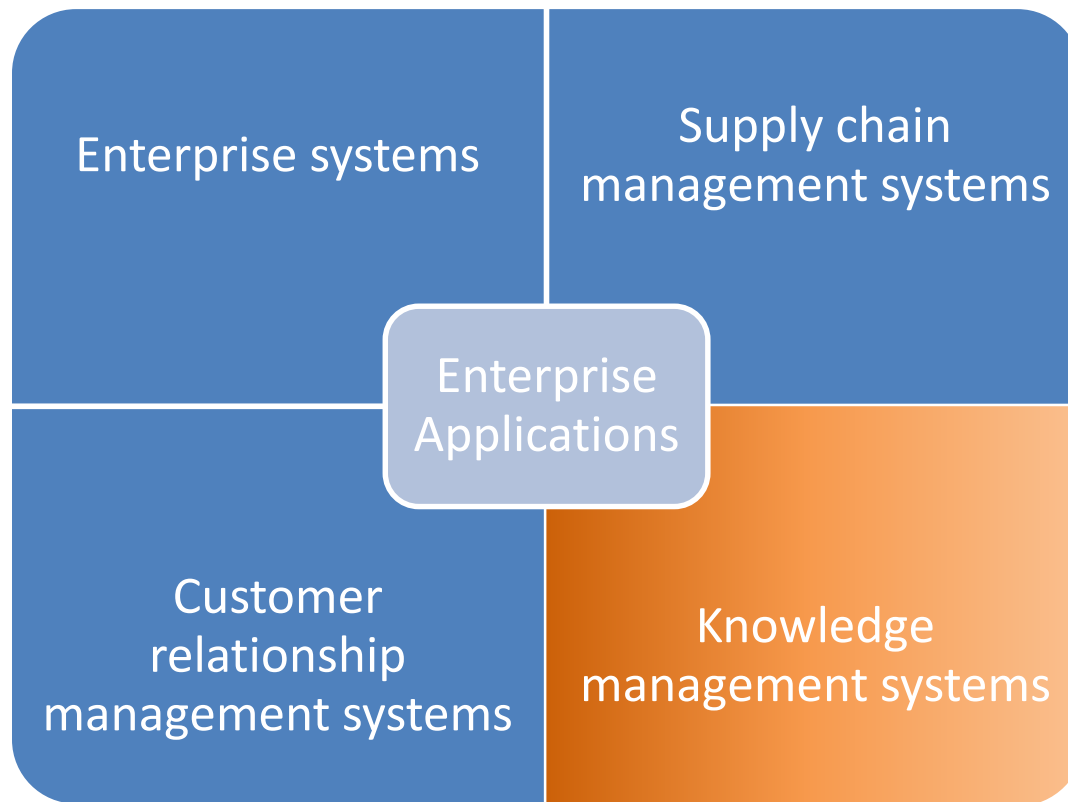 Enterprise systems
Supply chain
management systems
Enterprise
Applications
Customer
relationship
management systems
Knowledge
management systems